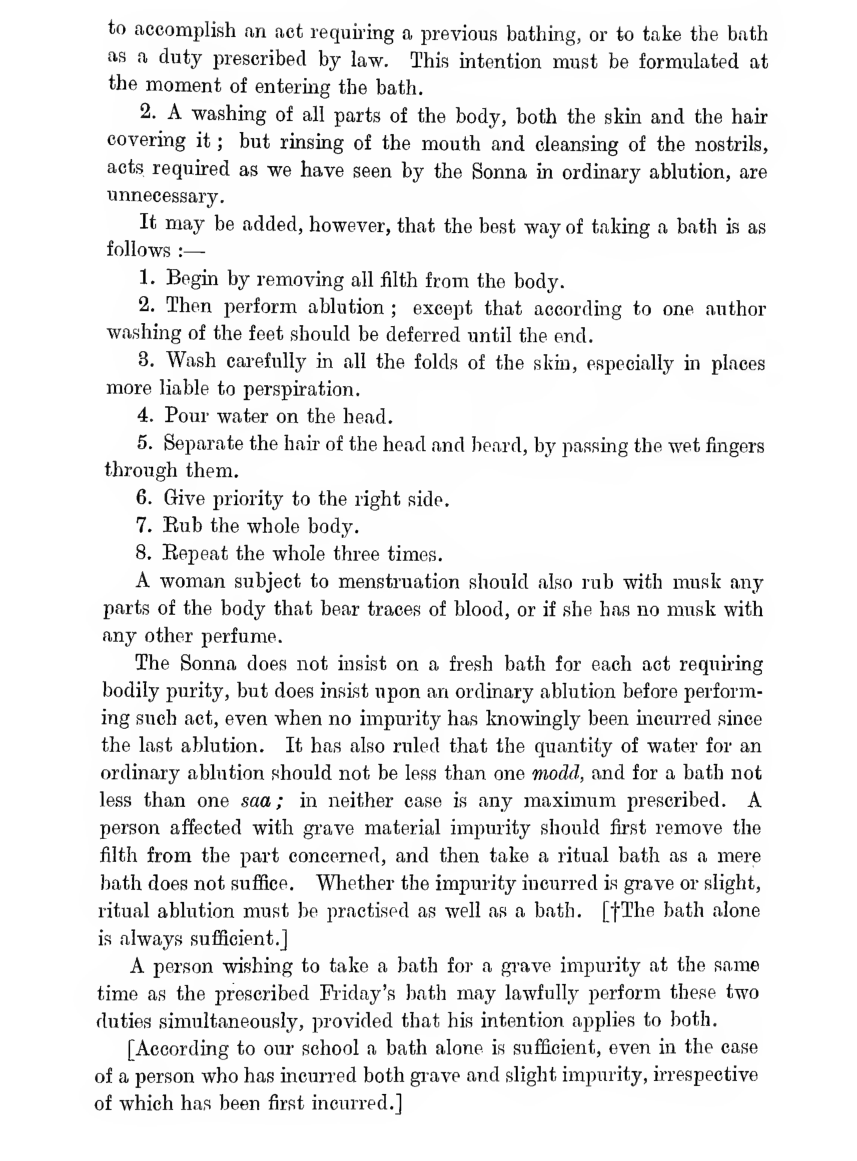 to accomplish an act requiring a previous bathing, or to take the bath
as a duty prescribed by law. This intention must be formulated at
the moment of entering the bath.
2. A washing of all parts of the body, both the skin and the hair
covering it ; but rinsing of the mouth and cleansing of the nostrils,
acts required as we have seen by the Sonna in ordinary ablution, are
unnecessary.
It may be added, however, that the best way of taking a bath is as
follows :—
1. Begin by removing all filth from the body.
2. Then perform ablution ; except that according to one author
washing of the feet should be deferred until the end.
3. Wash carefully in all the folds of the skin, especially in places
more liable to perspiration.
4. Pour water on the head.
5. Separate the hair of the head and beard, by passing the wet fingers
through them.
6. Give priority to the right side.
7. Rub the whole body.
8. Repeat the whole three times.
A woman subject to menstruation should also rub with musk any
parts of the body that bear traces of blood, or if she has no musk with
any other perfume.
The Sonna does not insist on a fresh bath for each act requiring
bodily purity, but does insist upon an ordinary ablution before perform-
ing such act, even when no impurity has knowingly been incurred since
the last ablution. It has also ruled that the quantity of water for an
ordinary ablution should not be less than one modd, and for a bath not
less than one saa ; in neither case is any maximum prescribed. A
person affected with grave material impurity should first remove the
filth from the part concerned, and then take a ritual bath as a mere
bath does not suffice. Whether the impurity incurred is grave or slight,
ritual ablution must be practised as well as a bath. [†The bath alone
is always sufficient.]
A person wishing to take a bath for a grave impurity at the same
time as the prescribed Friday's bath may lawfully perform these two
duties simultaneously, provided that his intention applies to both.
[According to our school a bath alone is sufficient, even in the case
of a person who has incurred both grave and slight impurity, irrespective
of which has been first incurred.]